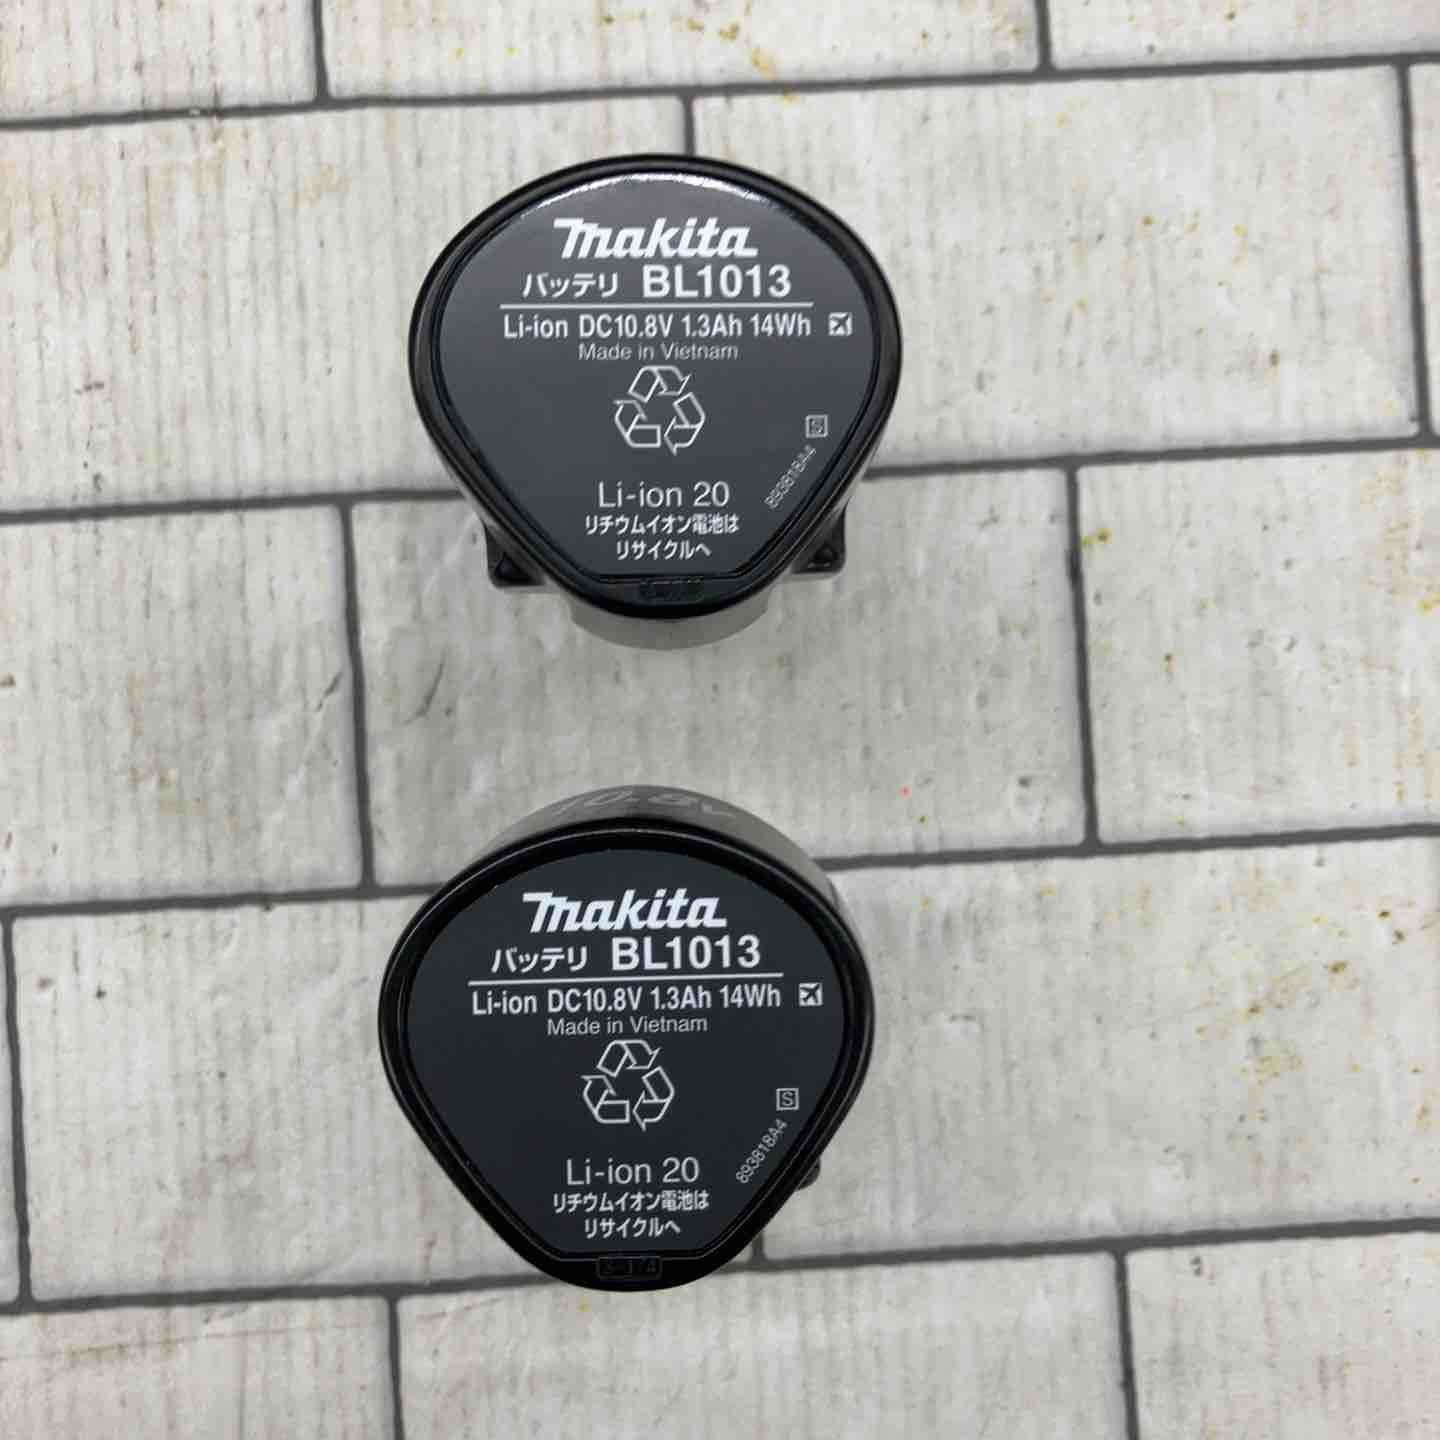 makita
バッテリ BL1013
Li-ion DC10.8V 1.3Ah 14Wh
Made in Vietnam
S
893818A4
Li-ion 20
リチウムイオン電池は
リサイクルへ
10.8V
makita
バッテリ BL1013
Li-ion DC10.8V 1.3Ah 14Wh
Made in Vietnam
S
893818A4
Li-ion 20
リチウムイオン電池は
リサイクルへ